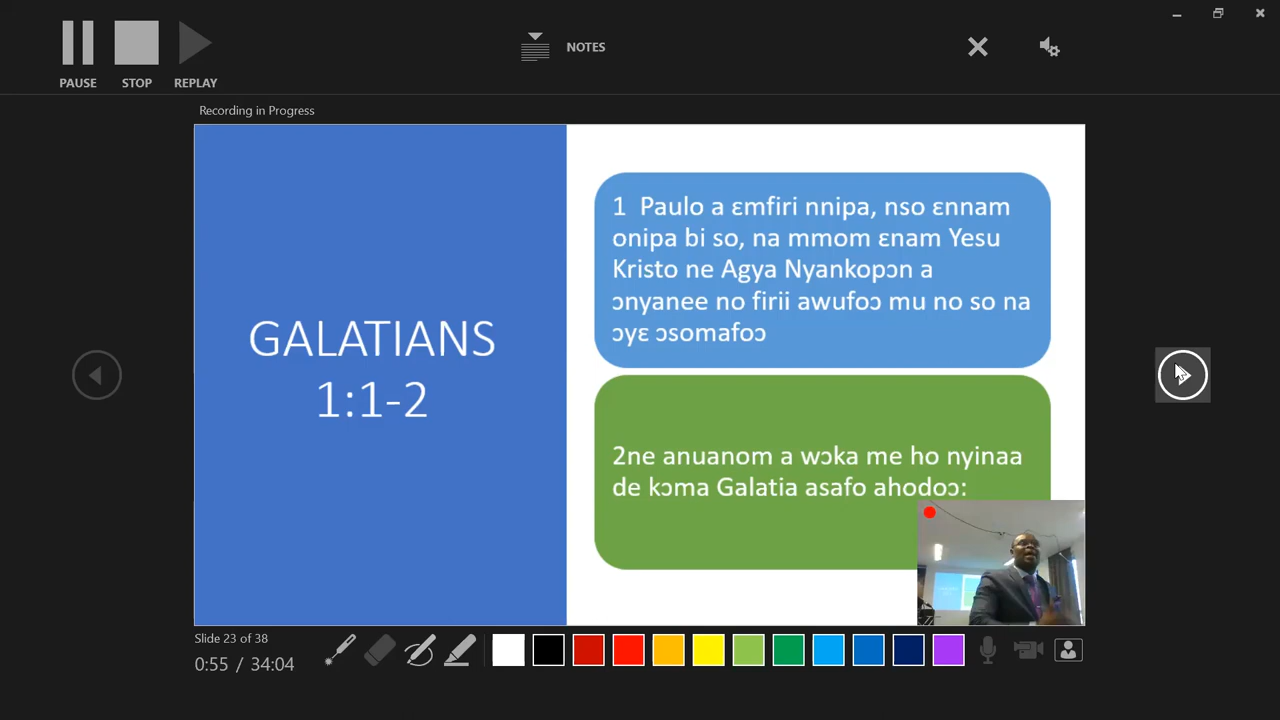 NOTES
PAUSE
STOP
REPLAY
Recording in Progress
GALATIANS
1:1-2
1 Paulo a ɛmfiri nnipa, nso ɛnnam
onipa bi so, na mmom ɛnam Yesu
Kristo ne Agya Nyankopɔn a
ɔnyanee no firii awufoɔ mu no so na
ɔyɛ ɔsomafoɔ
2ne anuanom a wɔka me ho nyinaa
de kɔma Galatia asafo ahodoɔ:
Slide 23 of 38
0:55 / 34:04